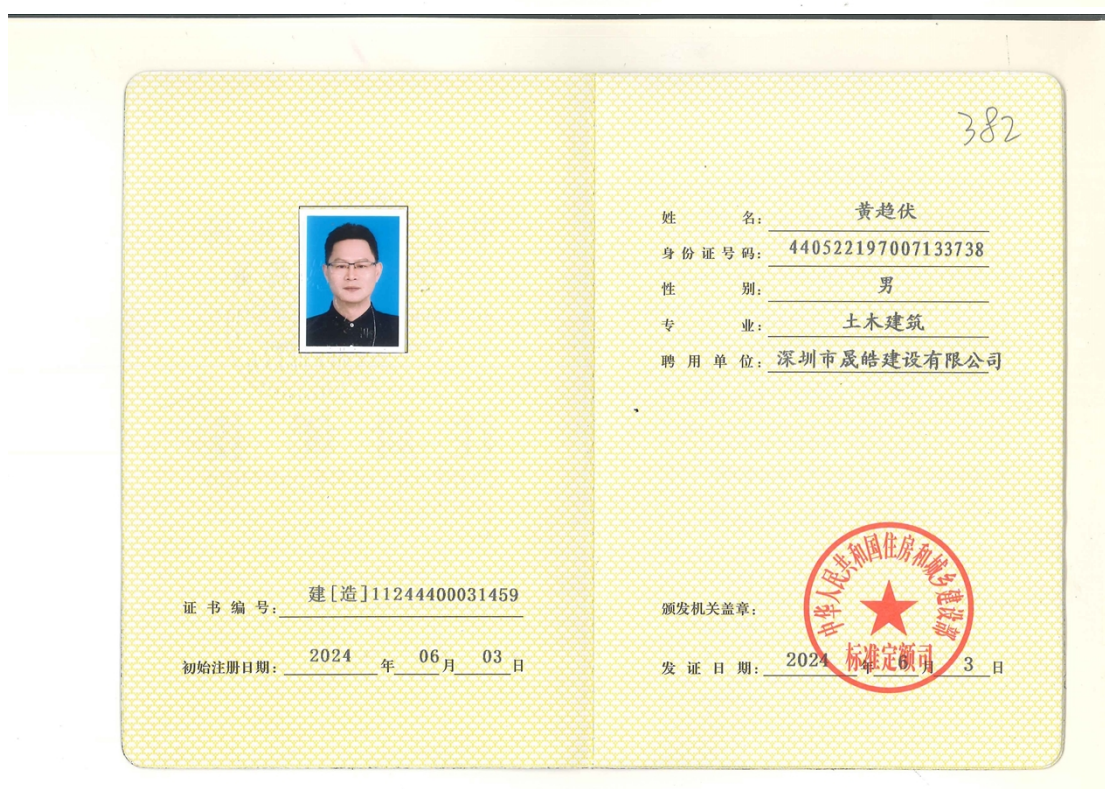 证书编号: 建[造]11244400031459
初始注册日期: 2024 年 06 月 03 日
382
姓名: 黄趋伏
身份证号码: 440522197007133738
性别: 男
专业: 土木建筑
聘用单位: 深圳市晟皓建设有限公司
颁发机关盖章:
中华人民共和国住房和城乡建设部
标准定额司
发证日期: 2024 年 6 月 3 日